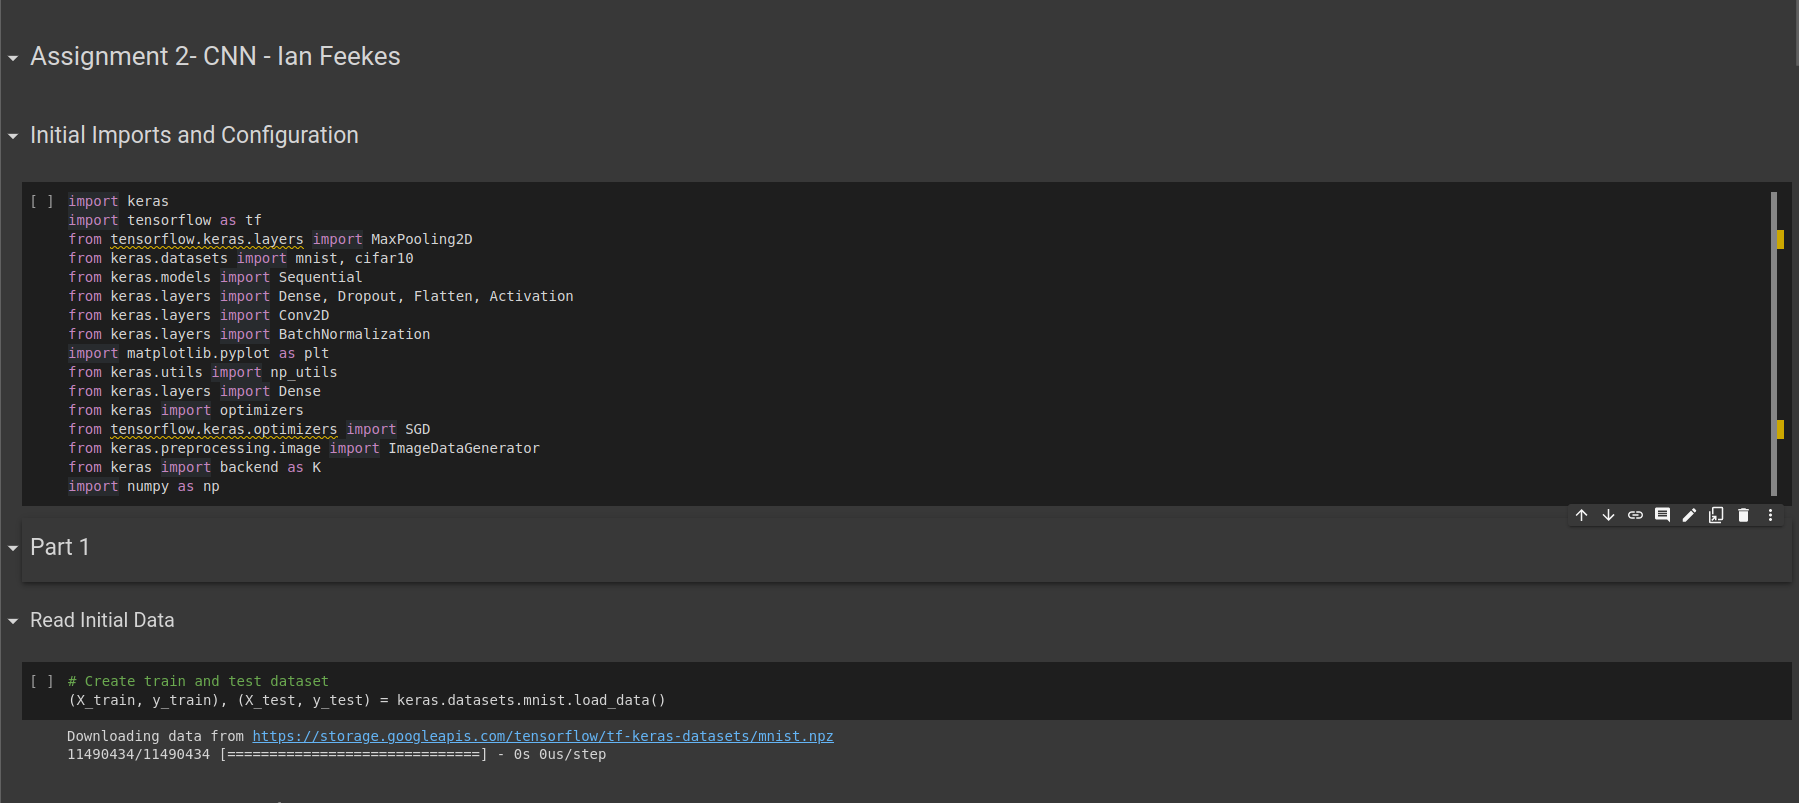 Assignment 2- CNN - Ian Feekes
Initial Imports and Configuration
[ ] import keras
import tensorflow as tf
from tensorflow.keras.layers import MaxPooling2D
from keras.datasets import mnist, cifar10
from keras.models import Sequential
from keras.layers import Dense, Dropout, Flatten, Activation
from keras.layers import Conv2D
from keras.layers import BatchNormalization
import matplotlib.pyplot as plt
from keras.utils import np_utils
from keras.layers import Dense
from keras import optimizers
from tensorflow.keras.optimizers import SGD
from keras.preprocessing.image import ImageDataGenerator
from keras import backend as K
import numpy as np
Part 1
Read Initial Data
[ ] # Create train and test dataset
(X_train, y_train), (X_test, y_test) = keras.datasets.mnist.load_data()
Downloading data from https://storage.googleapis.com/tensorflow/tf-keras-datasets/mnist.npz
11490434/11490434 [==============================] - 0s 0us/step